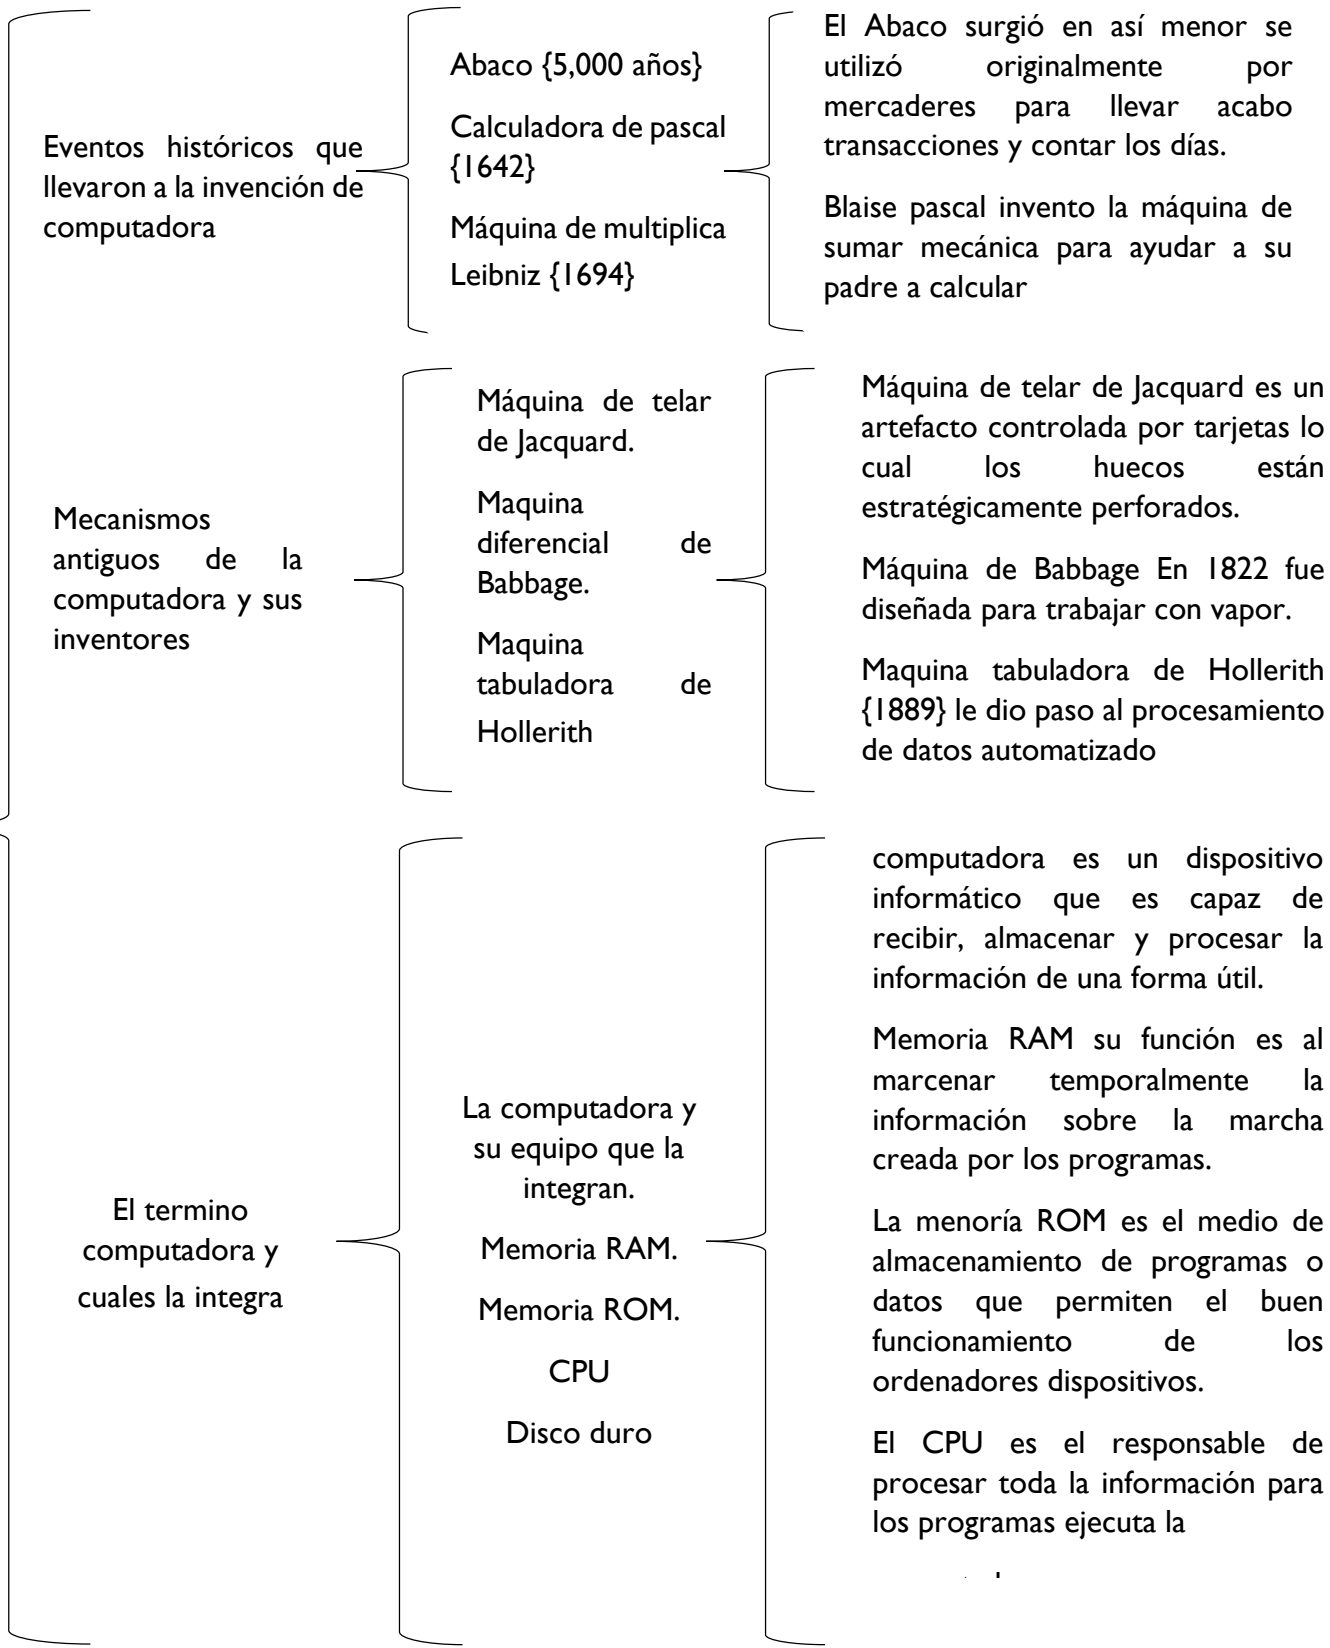 Eventos históricos que
llevaron a la invención de
computadora
Abaco {5,000 años}
Calculadora de pascal
{1642}
Máquina de multiplica
Leibniz {1694}
El Abaco surgió en así menor se
utilizó originalmente por
mercaderes para llevar acabo
transacciones y contar los días.
Blaise pascal invento la máquina de
sumar mecánica para ayudar a su
padre a calcular
Mecanismos
antiguos de la
computadora y sus
inventores
Máquina de telar
de Jacquard.
Maquina
diferencial de
Babbage.
Maquina
tabuladora de
Hollerith
Máquina de telar de Jacquard es un
artefacto controlada por tarjetas lo
cual los huecos están
estratégicamente perforados.
Máquina de Babbage En 1822 fue
diseñada para trabajar con vapor.
Maquina tabuladora de Hollerith
{1889} le dio paso al procesamiento
de datos automatizado
El termino
computadora y
cuales la integra
La computadora y
su equipo que la
integran.
Memoria RAM.
Memoria ROM.
CPU
Disco duro
computadora es un dispositivo
informático que es capaz de
recibir, almacenar y procesar la
información de una forma útil.
Memoria RAM su función es al
marcenar temporalmente la
información sobre la marcha
creada por los programas.
La menoría ROM es el medio de
almacenamiento de programas o
datos que permiten el buen
funcionamiento de los
ordenadores dispositivos.
El CPU es el responsable de
procesar toda la información para
los programas ejecuta la